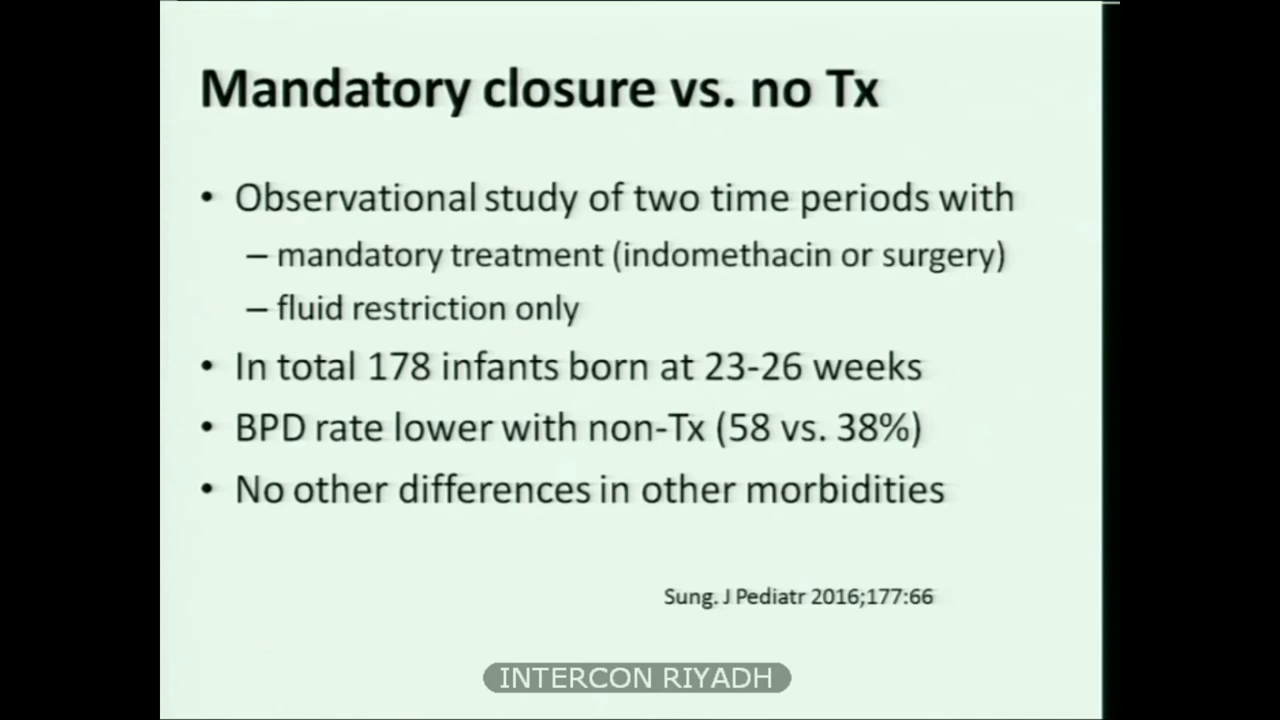 Mandatory closure vs. no Tx
• Observational study of two time periods with
– mandatory treatment (indomethacin or surgery)
– fluid restriction only
• In total 178 infants born at 23-26 weeks
• BPD rate lower with non-Tx (58 vs. 38%)
• No other differences in other morbidities
Sung. J Pediatr 2016;177:66
INTERCON RIYADH